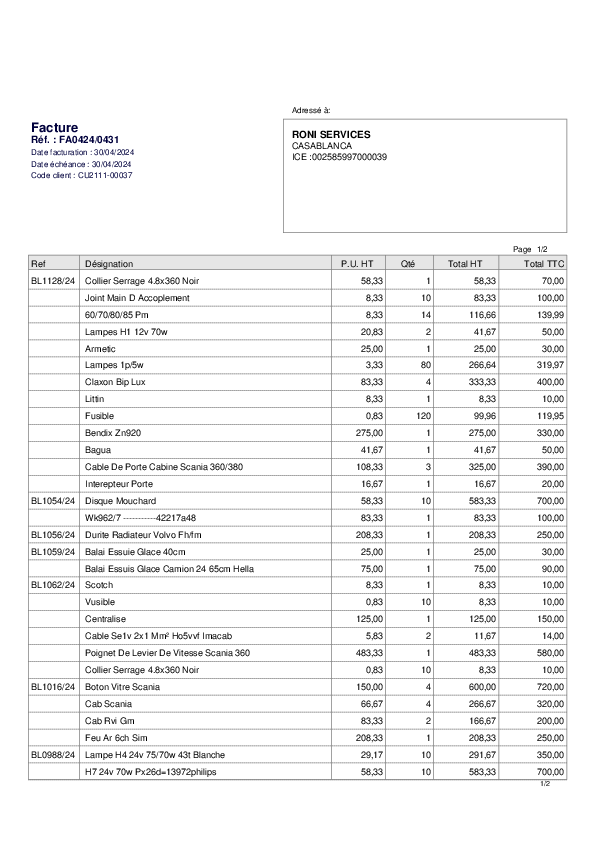 Adressé à:
Facture
Réf. : FA0424/0431
Date facturation : 30/04/2024
Date échéance : 30/04/2024
Code client : CU2111-00037
RONI SERVICES
CASABLANCA
ICE :002585997000039
Page 1/2
Ref Désignation P.U. HT Qté Total HT Total TTC
BL1128/24 Collier Serrage 4.8x360 Noir 58,33 1 58,33 70,00
Joint Main D Accoplement 8,33 10 83,33 100,00
60/70/80/85 Pm 8,33 14 116,66 139,99
Lampes H1 12v 70w 20,83 2 41,67 50,00
Armetic 25,00 1 25,00 30,00
Lampes 1p/5w 3,33 80 266,64 319,97
Claxon Bip Lux 83,33 4 333,33 400,00
Littin 8,33 1 8,33 10,00
Fusible 0,83 120 99,96 119,95
Bendix Zn920 275,00 1 275,00 330,00
Bagua 41,67 1 41,67 50,00
Cable De Porte Cabine Scania 360/380 108,33 3 325,00 390,00
Interepteur Porte 16,67 1 16,67 20,00
BL1054/24 Disque Mouchard 58,33 10 583,33 700,00
Wk962/7 -----------42217a48 83,33 1 83,33 100,00
BL1056/24 Durite Radiateur Volvo Fh/fm 208,33 1 208,33 250,00
BL1059/24 Balai Essuie Glace 40cm 25,00 1 25,00 30,00
Balai Essuis Glace Camion 24 65cm Hella 75,00 1 75,00 90,00
BL1062/24 Scotch 8,33 1 8,33 10,00
Vusible 0,83 10 8,33 10,00
Centralise 125,00 1 125,00 150,00
Cable Se1v 2x1 Mm² Ho5vvf Imacab 5,83 2 11,67 14,00
Poignet De Levier De Vitesse Scania 360 483,33 1 483,33 580,00
Collier Serrage 4.8x360 Noir 0,83 10 8,33 10,00
BL1016/24 Boton Vitre Scania 150,00 4 600,00 720,00
Cab Scania 66,67 4 266,67 320,00
Cab Rvi Gm 83,33 2 166,67 200,00
Feu Ar 6ch Sim 208,33 1 208,33 250,00
BL0988/24 Lampe H4 24v 75/70w 43t Blanche 29,17 10 291,67 350,00
H7 24v 70w Px26d=13972philips 58,33 10 583,33 700,00
1/2